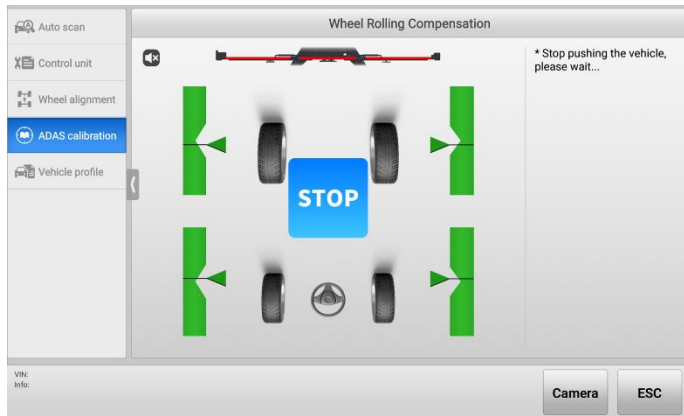 Auto scan
Control unit
Wheel alignment
ADAS calibration
Vehicle profile
Wheel Rolling Compensation
* Stop pushing the vehicle,
please wait...
STOP
VIN:
Info:
Camera
ESC